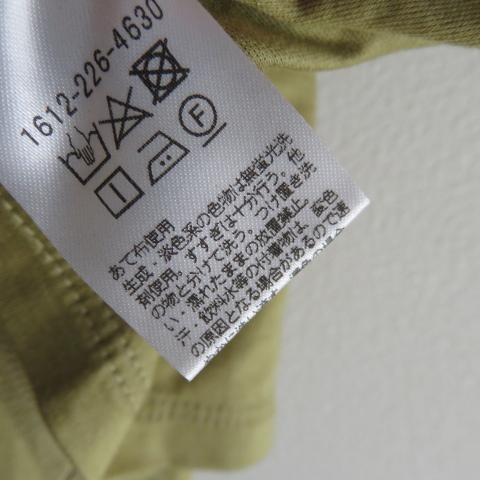 1612-226-4630
F
あて布使用
生成、淡色系の色物は無蛍光洗
剤使用。すすぎは十分行う。他
の物と分けて洗う。つけ置き洗
い・濡れたままの放置禁止。
汗、飲料水等の付着物は、藍色
の原因となる場合があるので速